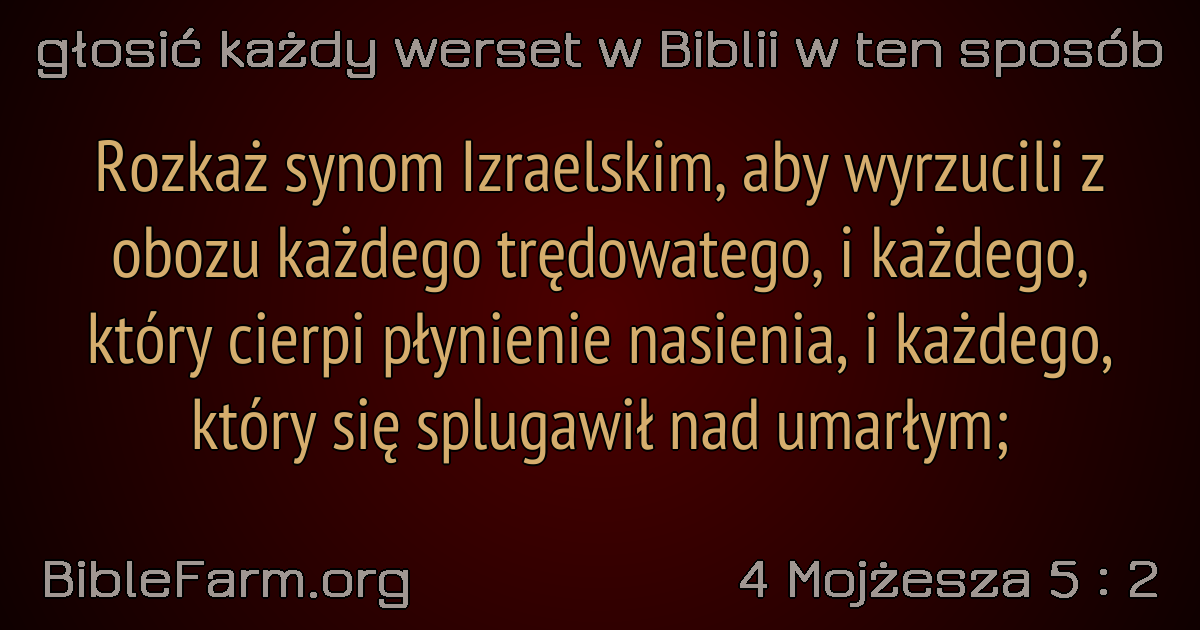 głosić każdy werset w Biblii w ten sposób
Rozkaż synom Izraelskim, aby wyrzucili z
obozu każdego trędowatego, i każdego,
który cierpi płynienie nasienia, i każdego,
który się splugawił nad umarłym;
BibleFarm.org
4 Mojżesza 5 : 2